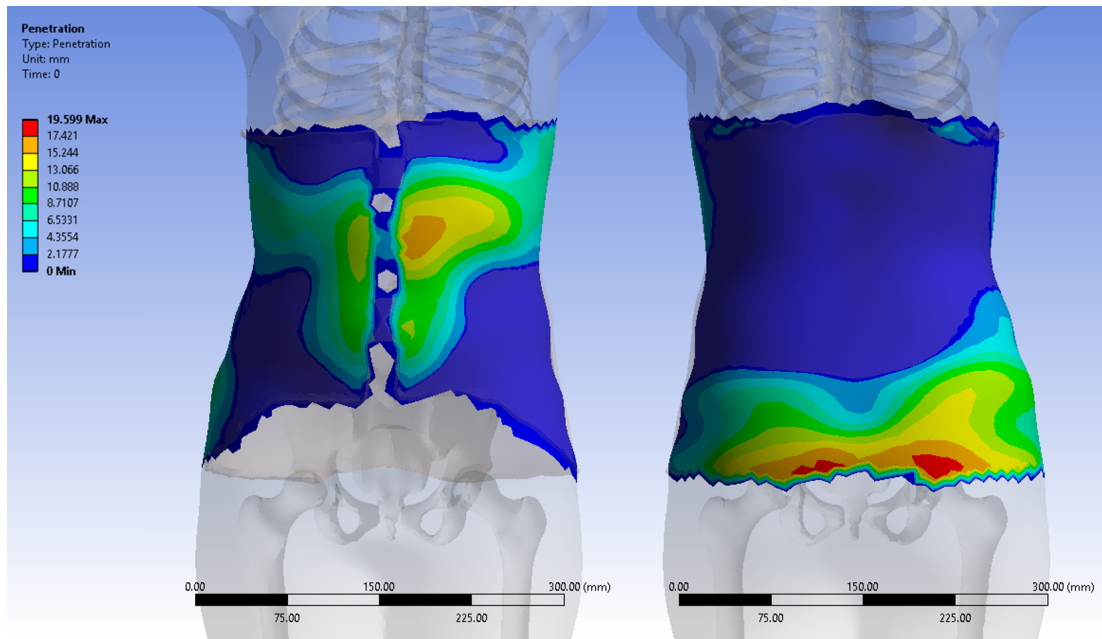 Penetration
Type: Penetration
Unit: mm
Time: 0
19.599 Max
17.421
15.244
13.066
10.888
8.7107
6.5331
4.3554
2.1777
0 Min
0.00 150.00 300.00 (mm)
75.00 225.00
0.00 150.00 300.00 (mm)
75.00 225.00